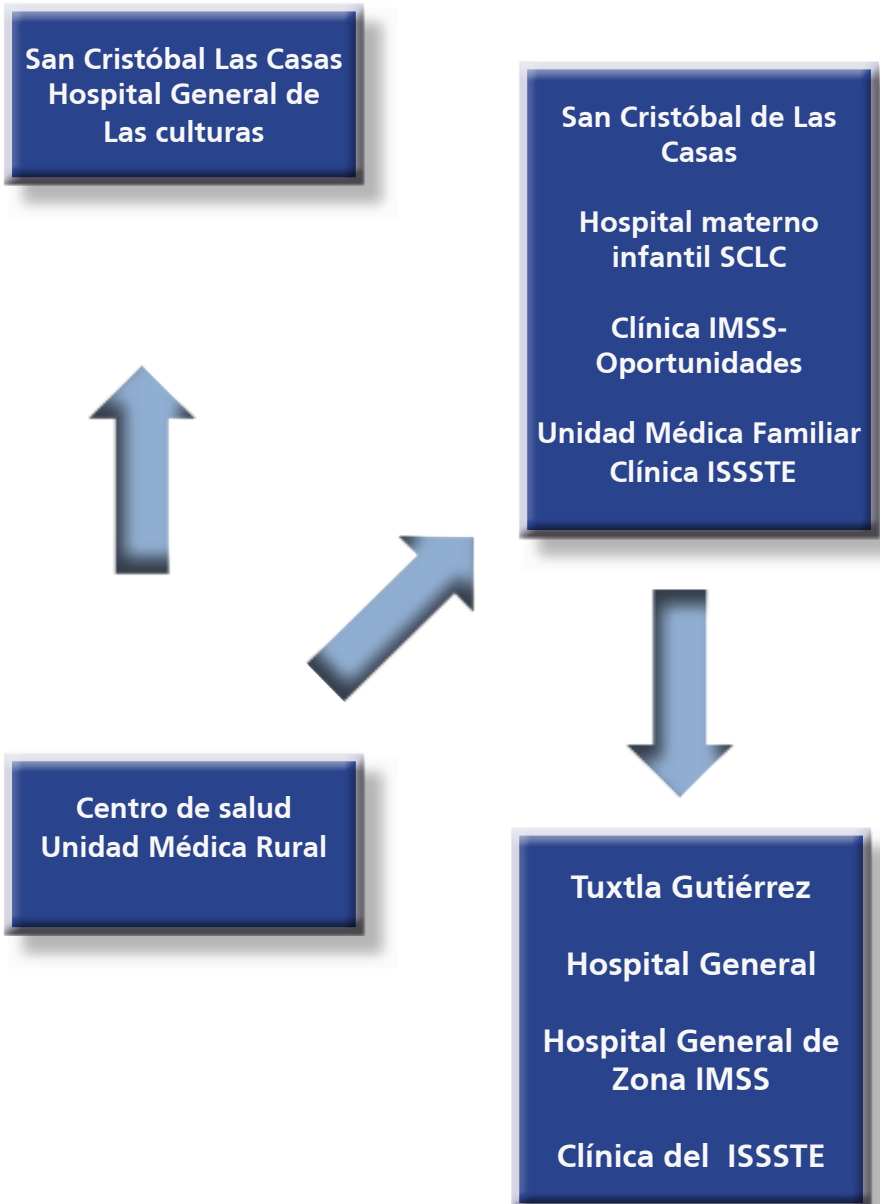 San Cristóbal Las Casas
Hospital General de
Las culturas
San Cristóbal de Las
Casas
Hospital materno
infantil SCLC
Clínica IMSS-
Oportunidades
Unidad Médica Familiar
Clínica ISSSTE
Centro de salud
Unidad Médica Rural
Tuxtla Gutiérrez
Hospital General
Hospital General de
Zona IMSS
Clínica del  ISSSTE